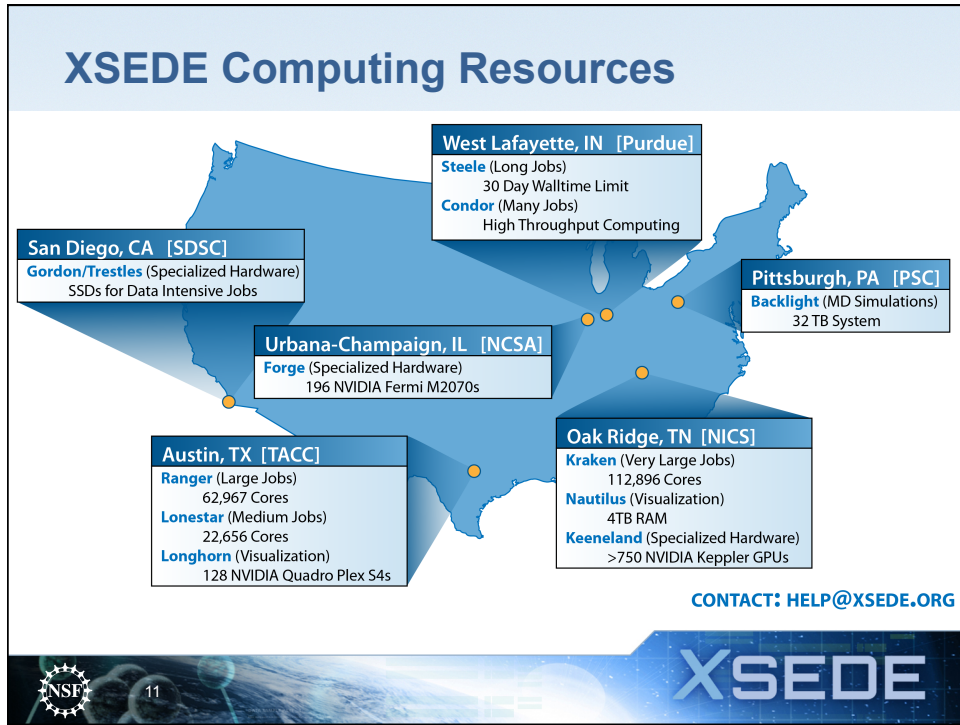 XSEDE Computing Resources
West Lafayette, IN [Purdue]
Steele (Long Jobs)
30 Day Walltime Limit
Condor (Many Jobs)
High Throughput Computing
San Diego, CA [SDSC]
Gordon/Trestles (Specialized Hardware)
SSDs for Data Intensive Jobs
Pittsburgh, PA [PSC]
Backlight (MD Simulations)
32 TB System
Urbana-Champaign, IL [NCSA]
Forge (Specialized Hardware)
196 NVIDIA Fermi M2070s
Austin, TX [TACC]
Ranger (Large Jobs)
62,967 Cores
Lonestar (Medium Jobs)
22,656 Cores
Longhorn (Visualization)
128 NVIDIA Quadro Plex S4s
Oak Ridge, TN [NICS]
Kraken (Very Large Jobs)
112,896 Cores
Nautilus (Visualization)
4TB RAM
Keeneland (Specialized Hardware)
>750 NVIDIA Keppler GPUs
CONTACT: HELP@XSEDE.ORG
NSF
11
XSEDE